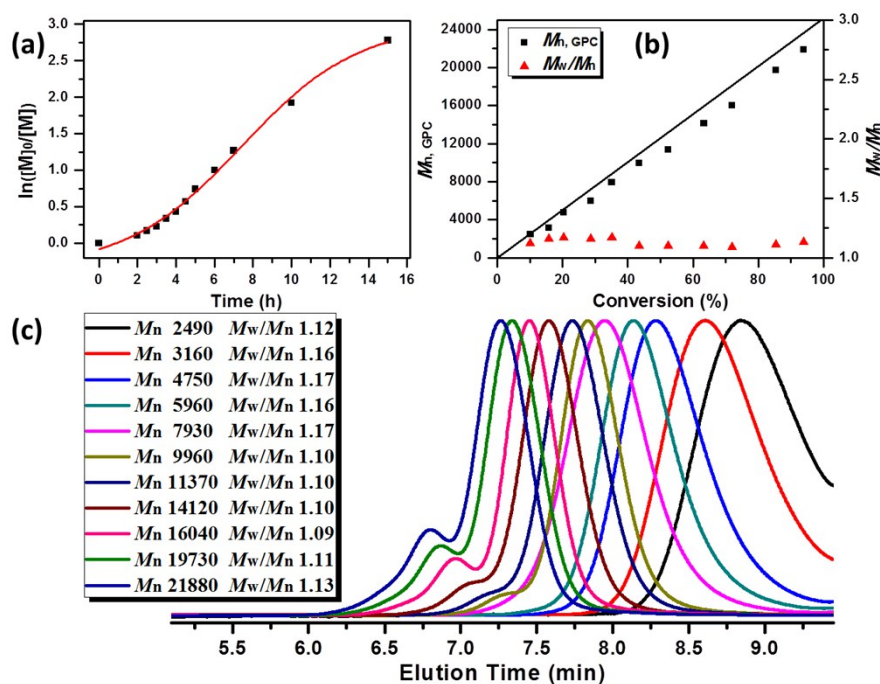 (a)
3.0
2.5
2.0
1.5
1.0
0.5
0.0
ln([M]0/[M])
0 2 4 6 8 10 12 14 16
Time (h)
(b)
Mn, GPC
Mw/Mn
24000
20000
16000
12000
8000
4000
0
Mn, GPC
3.0
2.5
2.0
1.5
1.0
Mw/Mn
0 20 40 60 80 100
Conversion (%)
(c)
Mn 2490 Mw/Mn 1.12
Mn 3160 Mw/Mn 1.16
Mn 4750 Mw/Mn 1.17
Mn 5960 Mw/Mn 1.16
Mn 7930 Mw/Mn 1.17
Mn 9960 Mw/Mn 1.10
Mn 11370 Mw/Mn 1.10
Mn 14120 Mw/Mn 1.10
Mn 16040 Mw/Mn 1.09
Mn 19730 Mw/Mn 1.11
Mn 21880 Mw/Mn 1.13
5.5 6.0 6.5 7.0 7.5 8.0 8.5 9.0
Elution Time (min)